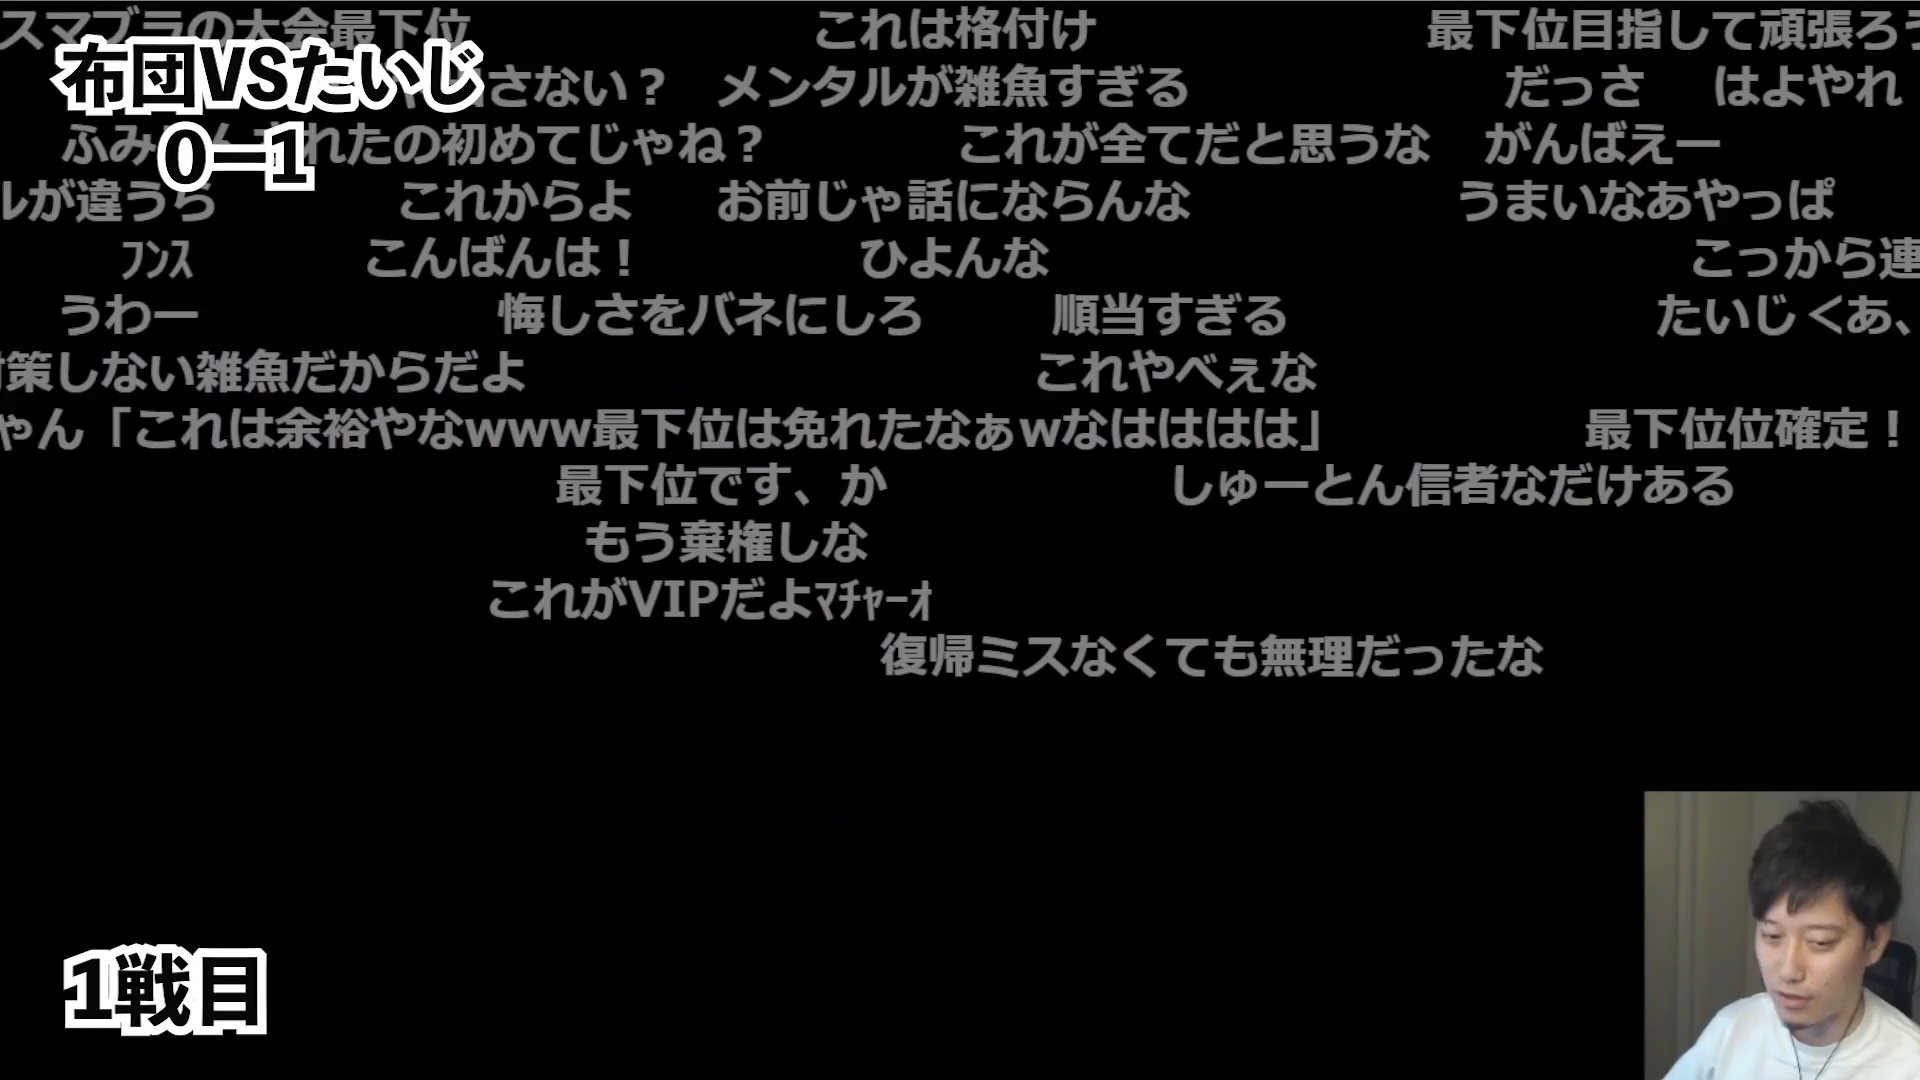 スマブラの大会最下位 これは格付け 最下位目指して頑張ろう
布団VSたいじ
さない？ メンタルが雑魚すぎる だっさ はよやれ
ふみ れたの初めてじゃね？ これが全てだと思うな がんばえー
0ー1
ルが違うら これからよ お前じゃ話にならんな うまいなあやっぱ
ﾌﾝｽ こんばんは！ ひよんな こっから連
うわー 悔しさをバネにしろ 順当すぎる たいじ＜あ、
策しない雑魚だからだよ これやべぇな
ゃん「これは余裕やなwww最下位は免れたなぁwなはははは」 最下位位確定！
最下位です、か しゅーとん信者なだけある
もう棄権しな
これがVIPだよﾏﾁｬｰｵ
復帰ミスなくても無理だったな
1戦目